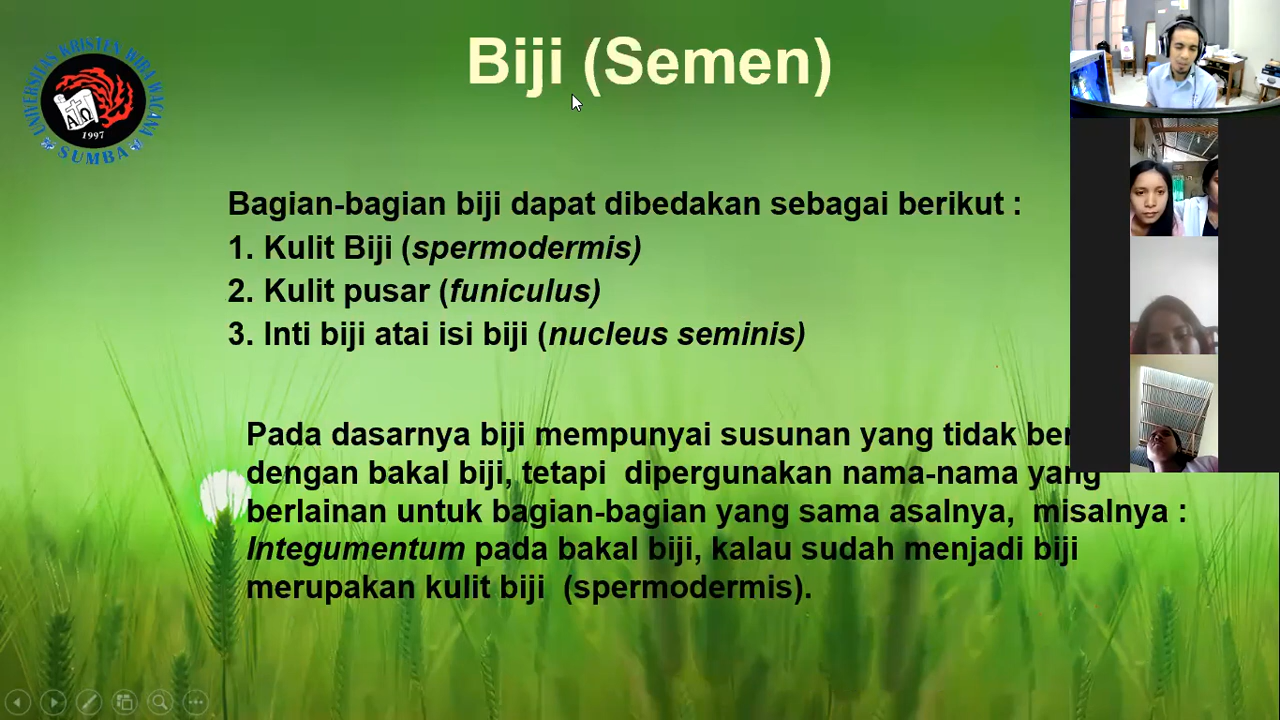 Biji (Semen)
UNIVERSITAS KRISTEN WIRA WACANA
SUMBA
A Ω
1997
Bagian-bagian biji dapat dibedakan sebagai berikut :
1. Kulit Biji (spermodermis)
2. Kulit pusar (funiculus)
3. Inti biji atai isi biji (nucleus seminis)
Pada dasarnya biji mempunyai susunan yang tidak
dengan bakal biji, tetapi dipergunakan nama-nama yang
berlainan untuk bagian-bagian yang sama asalnya, misalnya :
Integumentum pada bakal biji, kalau sudah menjadi biji
merupakan kulit biji (spermodermis).